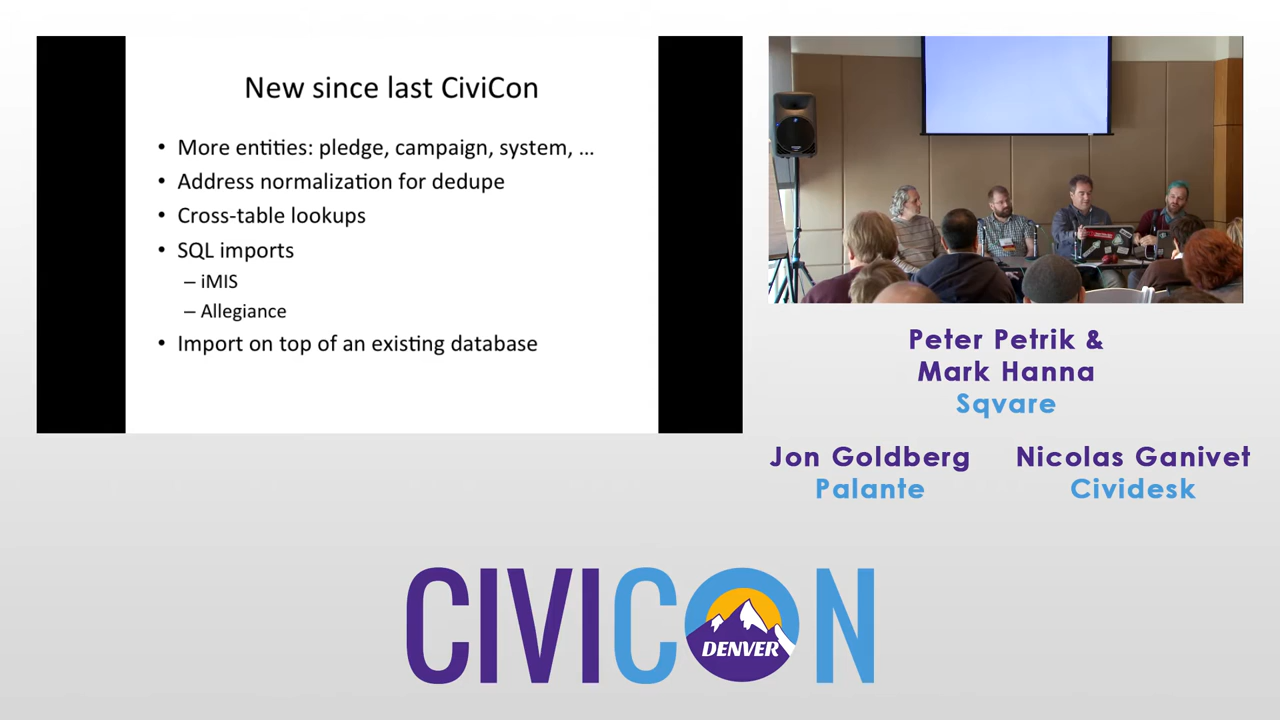 New since last CiviCon
• More entities: pledge, campaign, system, ...
• Address normalization for dedupe
• Cross-table lookups
• SQL imports
– iMIS
– Allegiance
• Import on top of an existing database
Peter Petrik &
Mark Hanna
Sqvare
Jon Goldberg
Palante
Nicolas Ganivet
Cividesk
CIVICON
DENVER